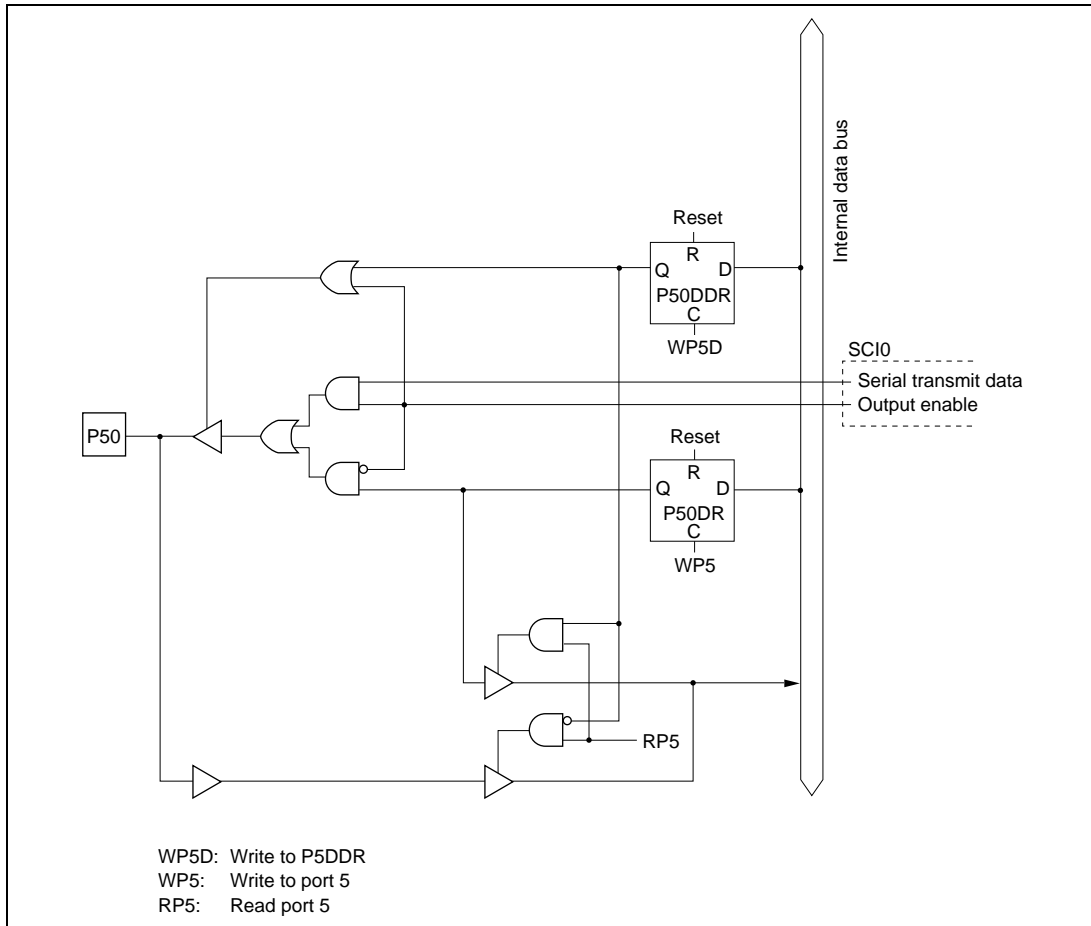 Internal data bus
Reset
R
Q D
P50DDR
C
WP5D
SCI0
Serial transmit data
Output enable
P50
Reset
R
Q D
P50DR
C
WP5
RP5
WP5D: Write to P5DDR
WP5: Write to port 5
RP5: Read port 5